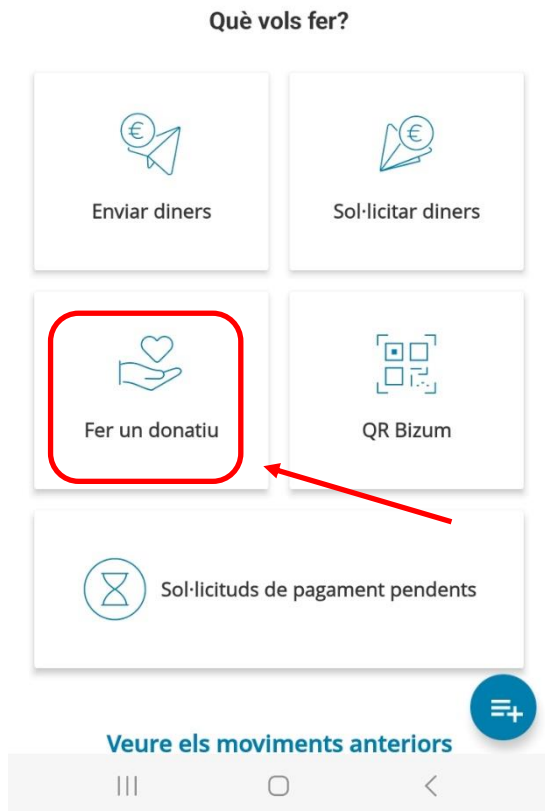 Què vols fer?
Enviar diners
Sol·licitar diners
Fer un donatiu
QR Bizum
Sol·licituds de pagament pendents
Veure els moviments anteriors